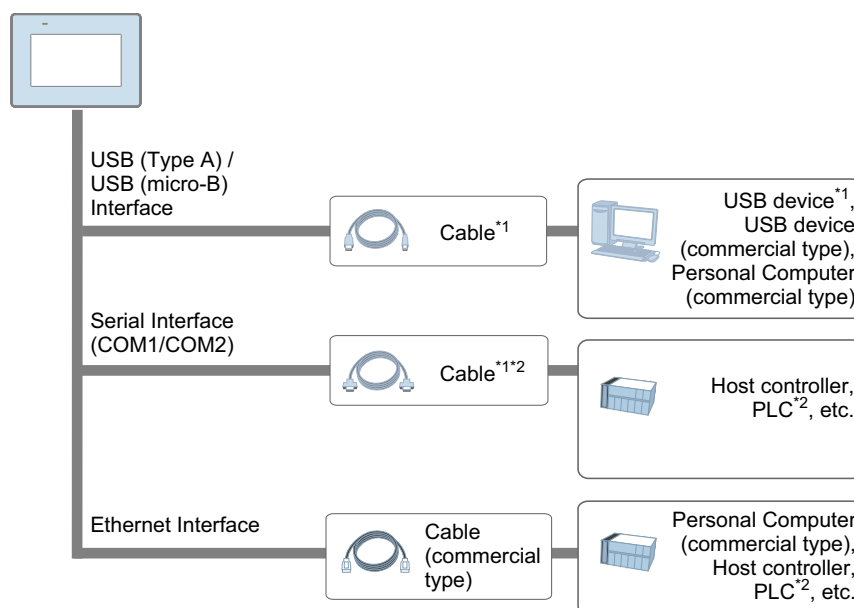 USB (Type A) /
USB (micro-B)
Interface
Cable*1
USB device*1,
USB device
(commercial type),
Personal Computer
(commercial type)
Serial Interface
(COM1/COM2)
Cable*1*2
Host controller,
PLC*2, etc.
Ethernet Interface
Cable
(commercial
type)
Personal Computer
(commercial type),
Host controller,
PLC*2, etc.